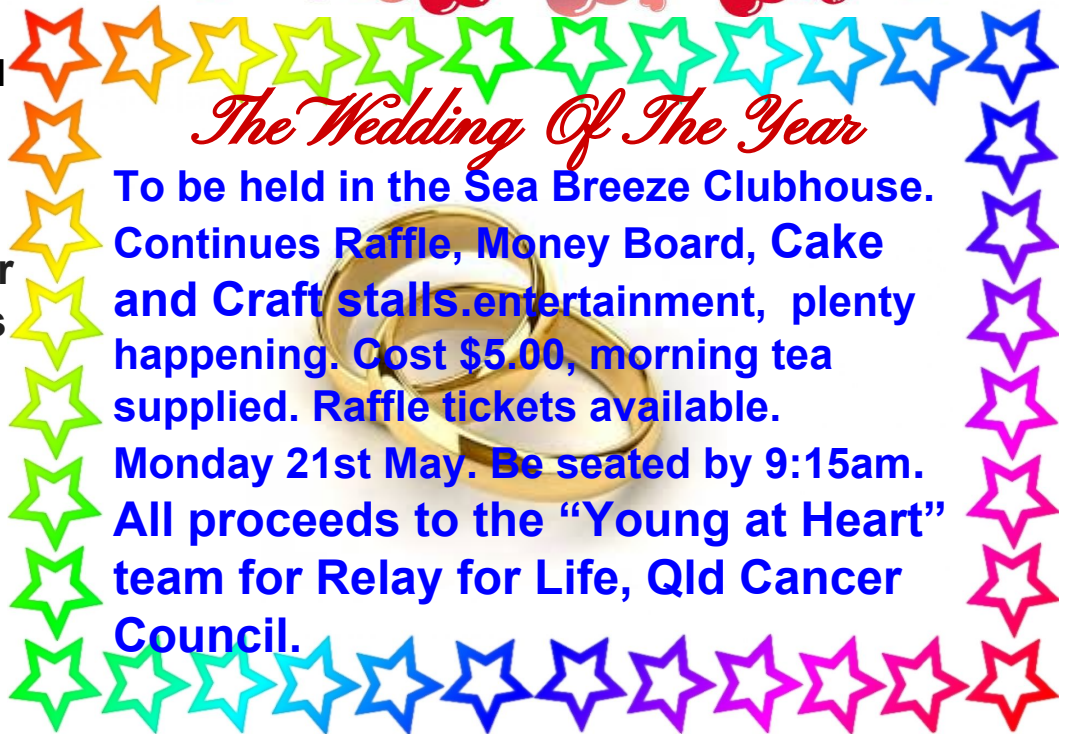 The Wedding Of The Year
To be held in the Sea Breeze Clubhouse.
Continues Raffle, Money Board, Cake
and Craft stalls.entertainment, plenty
happening. Cost $5.00, morning tea
supplied. Raffle tickets available.
Monday 21st May. Be seated by 9:15am.
All proceeds to the “Young at Heart”
team for Relay for Life, Qld Cancer
Council.